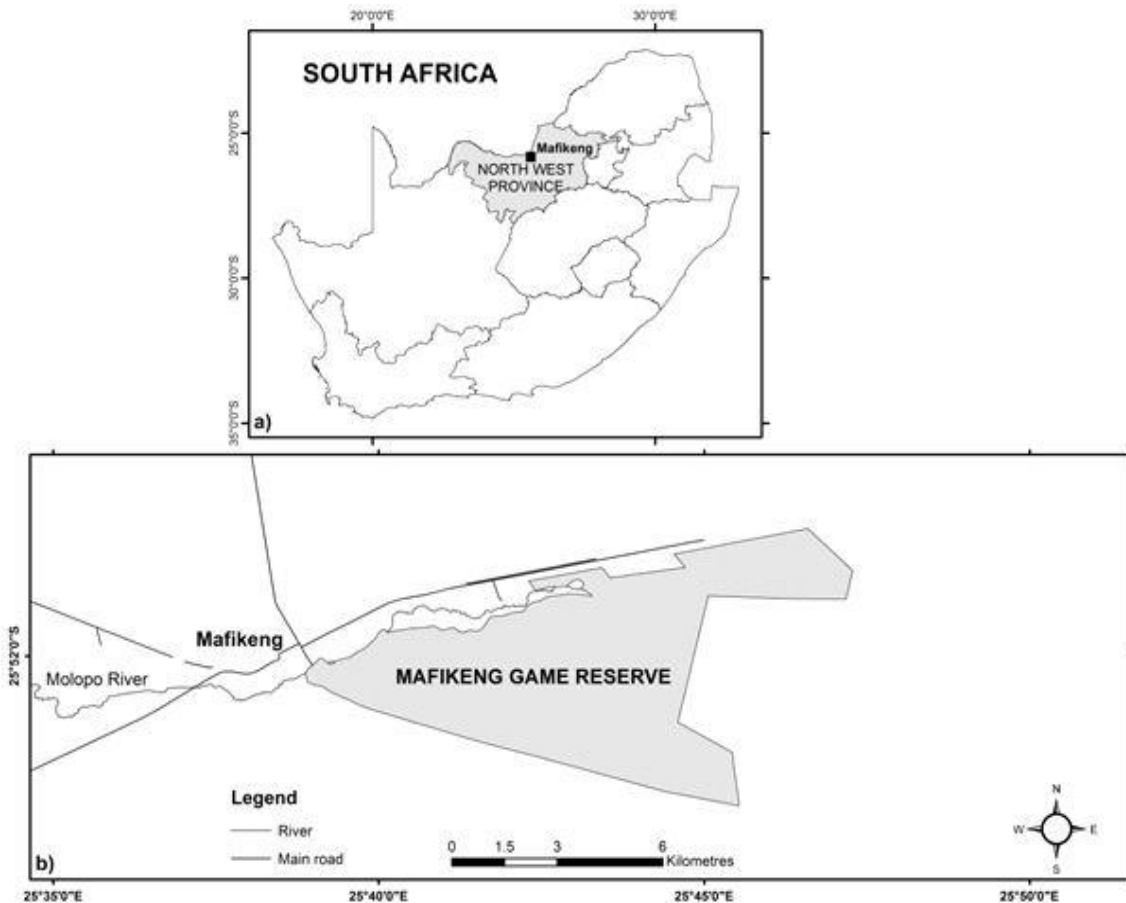 20°0'0"E
30°0'0"E
SOUTH AFRICA
25°0'0"S
Mafikeng
NORTH WEST
PROVINCE
30°0'0"S
35°0'0"S
a)
Mafikeng
25°52'0"S
MAFIKENG GAME RESERVE
Molopo River
Legend
River
Main road
0 1.5 3 6
Kilometres
N
W E
S
b)
25°35'0"E
25°40'0"E
25°45'0"E
25°50'0"E